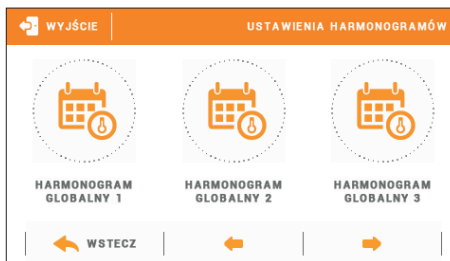 WYJŚCIE
USTAWIENIA HARMONOGRAMÓW
HARMONOGRAM
GLOBALNY 1
HARMONOGRAM
GLOBALNY 2
HARMONOGRAM
GLOBALNY 3
WSTECZ